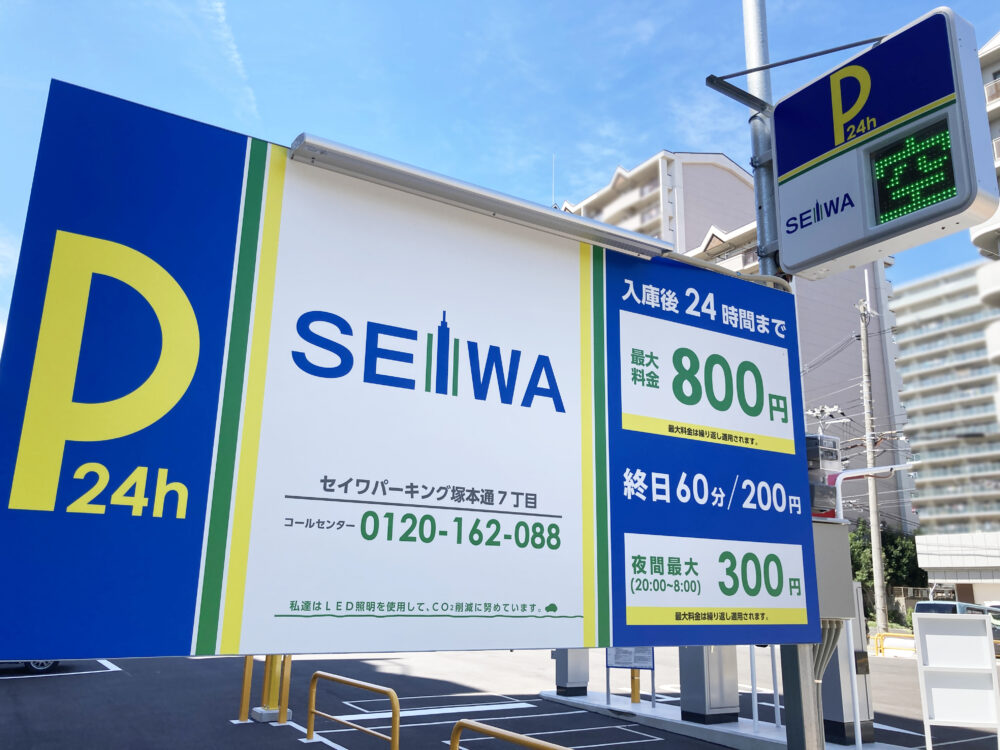 P
24h
SEIWA
セイワパーキング塚本通7丁目
コールセンター 0120-162-088
私達はLED照明を使用して、CO2削減に努めています。
入庫後24時間まで
最大料金 800円
最大料金は繰り返し適用されます。
終日60分/200円
夜間最大 300円
(20:00~8:00)
最大料金は繰り返し適用されます。
P
24h
SEIWA
空